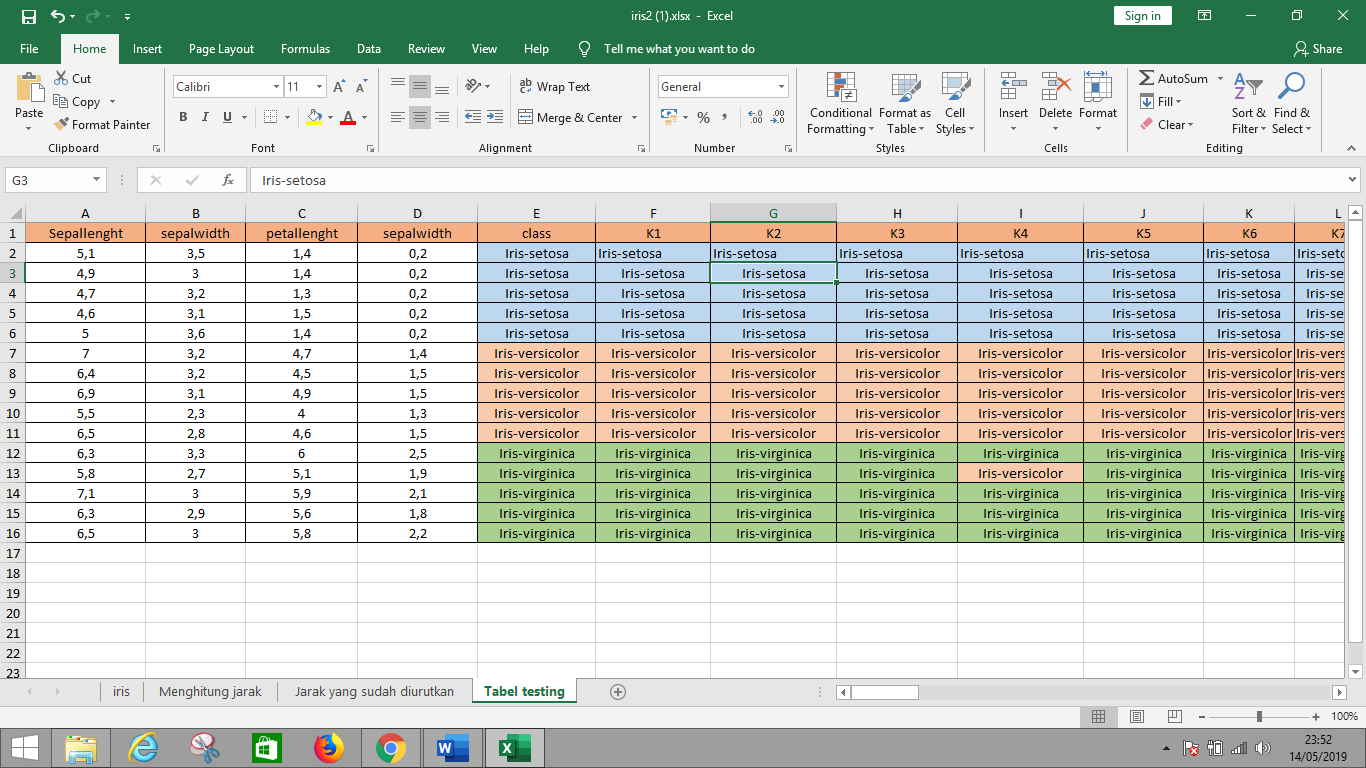 iris2 (1).xlsx - Excel
Sign in
File Home Insert Page Layout Formulas Data Review View Help Tell me what you want to do Share
Paste Cut Copy Format Painter Clipboard
Calibri 11 A A B I U A Font
Wrap Text Merge & Center Alignment
General % , Number
Conditional Formatting Format as Table Cell Styles Styles
Insert Delete Format Cells
AutoSum Fill Clear Sort & Filter Find & Select Editing
G3 fx Iris-setosa
A B C D E F G H I J K L
1 Sepallenght sepalwidth petallenght sepalwidth class K1 K2 K3 K4 K5 K6 K7
2 5,1 3,5 1,4 0,2 Iris-setosa Iris-setosa Iris-setosa Iris-setosa Iris-setosa Iris-setosa Iris-setosa Iris-setc
3 4,9 3 1,4 0,2 Iris-setosa Iris-setosa Iris-setosa Iris-setosa Iris-setosa Iris-setosa Iris-setosa Iris-se
4 4,7 3,2 1,3 0,2 Iris-setosa Iris-setosa Iris-setosa Iris-setosa Iris-setosa Iris-setosa Iris-setosa Iris-se
5 4,6 3,1 1,5 0,2 Iris-setosa Iris-setosa Iris-setosa Iris-setosa Iris-setosa Iris-setosa Iris-setosa Iris-se
6 5 3,6 1,4 0,2 Iris-setosa Iris-setosa Iris-setosa Iris-setosa Iris-setosa Iris-setosa Iris-setosa Iris-se
7 7 3,2 4,7 1,4 Iris-versicolor Iris-versicolor Iris-versicolor Iris-versicolor Iris-versicolor Iris-versicolor Iris-versicolor Iris-vers
8 6,4 3,2 4,5 1,5 Iris-versicolor Iris-versicolor Iris-versicolor Iris-versicolor Iris-versicolor Iris-versicolor Iris-versicolor Iris-vers
9 6,9 3,1 4,9 1,5 Iris-versicolor Iris-versicolor Iris-versicolor Iris-versicolor Iris-versicolor Iris-versicolor Iris-versicolor Iris-vers
10 5,5 2,3 4 1,3 Iris-versicolor Iris-versicolor Iris-versicolor Iris-versicolor Iris-versicolor Iris-versicolor Iris-versicolor Iris-vers
11 6,5 2,8 4,6 1,5 Iris-versicolor Iris-versicolor Iris-versicolor Iris-versicolor Iris-versicolor Iris-versicolor Iris-versicolor Iris-vers
12 6,3 3,3 6 2,5 Iris-virginica Iris-virginica Iris-virginica Iris-virginica Iris-virginica Iris-virginica Iris-virginica Iris-virg
13 5,8 2,7 5,1 1,9 Iris-virginica Iris-virginica Iris-virginica Iris-virginica Iris-versicolor Iris-virginica Iris-virginica Iris-virg
14 7,1 3 5,9 2,1 Iris-virginica Iris-virginica Iris-virginica Iris-virginica Iris-virginica Iris-virginica Iris-virginica Iris-virg
15 6,3 2,9 5,6 1,8 Iris-virginica Iris-virginica Iris-virginica Iris-virginica Iris-virginica Iris-virginica Iris-virginica Iris-virg
16 6,5 3 5,8 2,2 Iris-virginica Iris-virginica Iris-virginica Iris-virginica Iris-virginica Iris-virginica Iris-virginica Iris-virg
17
18
19
20
21
22
23
iris Menghitung jarak Jarak yang sudah diurutkan Tabel testing
100%
23:52
14/05/2019